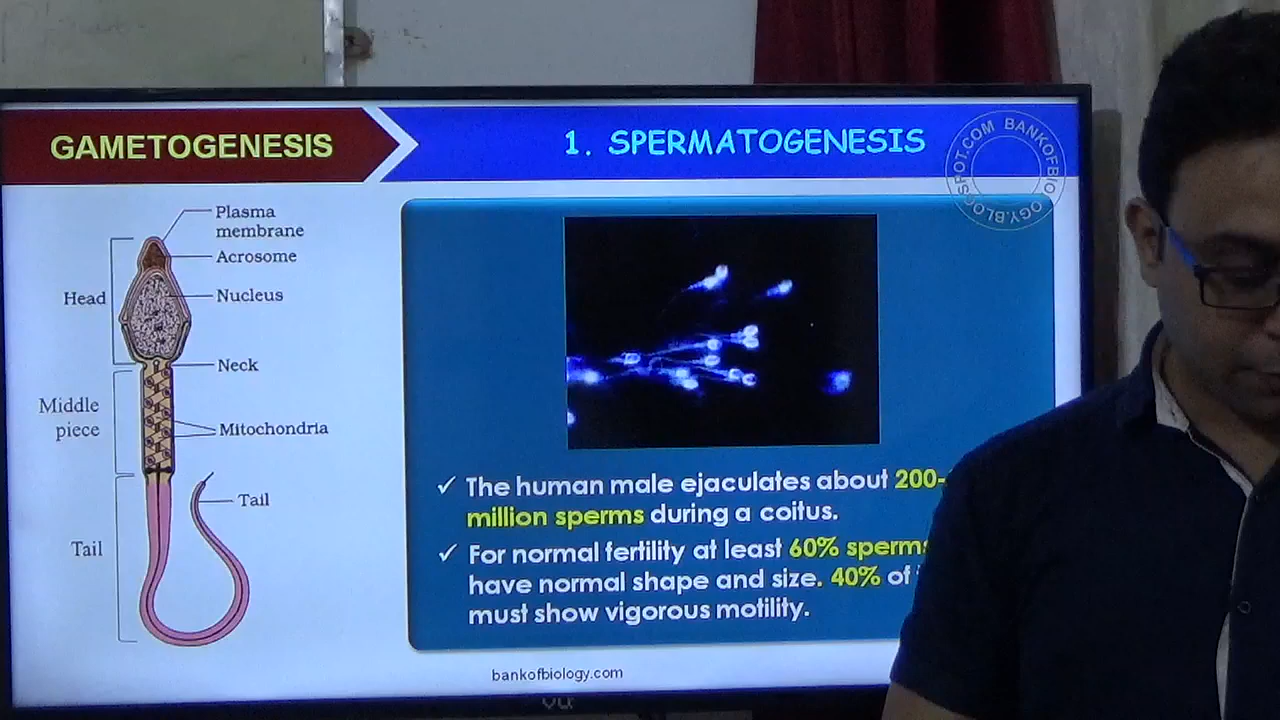 GAMETOGENESIS
1. SPERMATOGENESIS
BANKOFBIOLOGY.BLOGSPOT.COM
Plasma
membrane
Acrosome
Head
Nucleus
Neck
Middle
piece
Mitochondria
Tail
Tail
✓ The human male ejaculates about 200-
million sperms during a coitus.
✓ For normal fertility at least 60% sperms
have normal shape and size. 40% of
must show vigorous motility.
bankofbiology.com